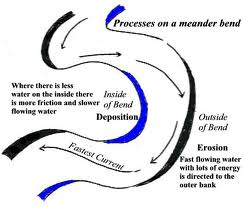 Processes on a meander bend
Where there is less
water on the inside there
is more friction and slower
flowing water
Inside
of Bend
Deposition
Outside
of Bend
Erosion
Fast flowing water
with lots of energy
is directed to the
outer bank
Fastest Current